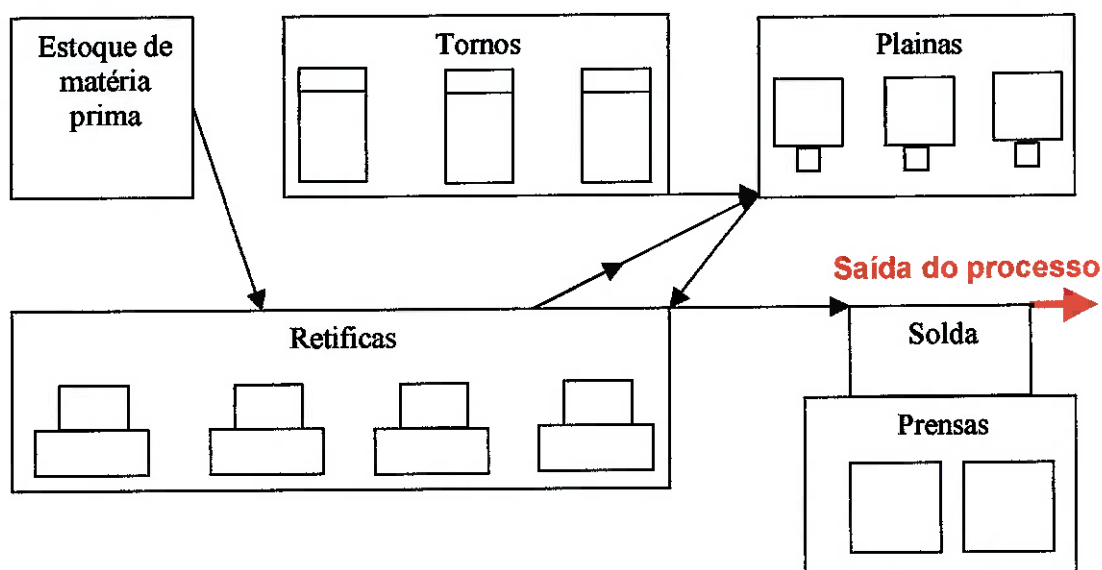 Estoque de
matéria
prima
Tornos
Plainas
Saída do processo
Retificas
Solda
Prensas